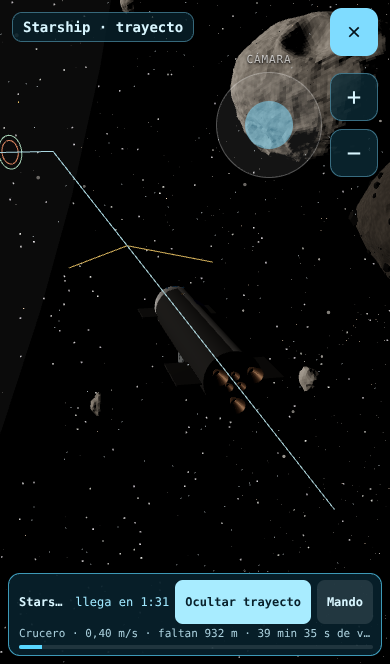 Starship · trayecto
×
CÁMARA
+
−
Stars… llega en 1:31 Ocultar trayecto Mando
Crucero · 0,40 m/s · faltan 932 m · 39 min 35 s de v…